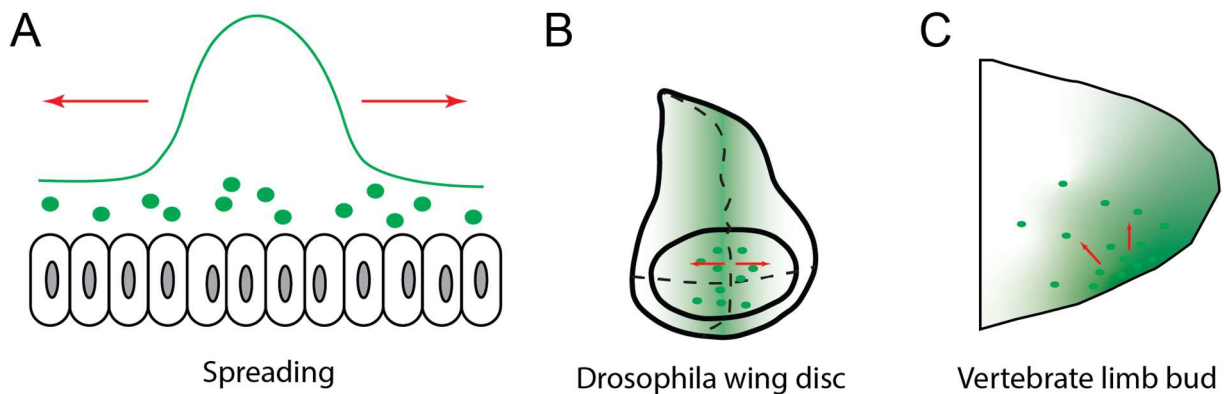 A
B
C
Spreading
Drosophila wing disc
Vertebrate limb bud